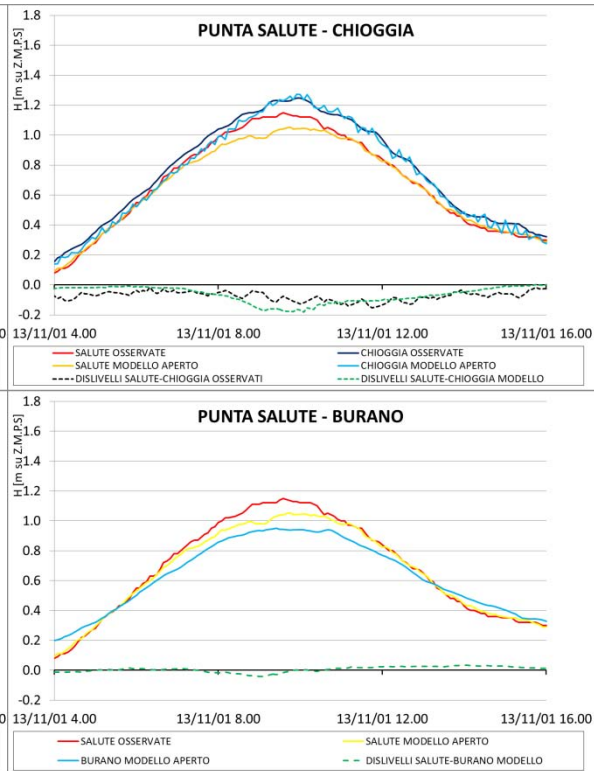 PUNTA SALUTE - CHIOGGIA
H [m su Z.M.P.S]
1.8
1.6
1.4
1.2
1.0
0.8
0.6
0.4
0.2
0.0
-0.2
0 13/11/01 4.00 13/11/01 8.00 13/11/01 12.00 13/11/01 16.00
SALUTE OSSERVATE CHIOGGIA OSSERVATE
SALUTE MODELLO APERTO CHIOGGIA MODELLO APERTO
DISLIVELLI SALUTE-CHIOGGIA OSSERVATI DISLIVELLI SALUTE-CHIOGGIA MODELLO
PUNTA SALUTE - BURANO
H [m su Z.M.P.S]
1.8
1.6
1.4
1.2
1.0
0.8
0.6
0.4
0.2
0.0
-0.2
0 13/11/01 4.00 13/11/01 8.00 13/11/01 12.00 13/11/01 16.00
SALUTE OSSERVATE SALUTE MODELLO APERTO
BURANO MODELLO APERTO DISLIVELLI SALUTE-BURANO MODELLO